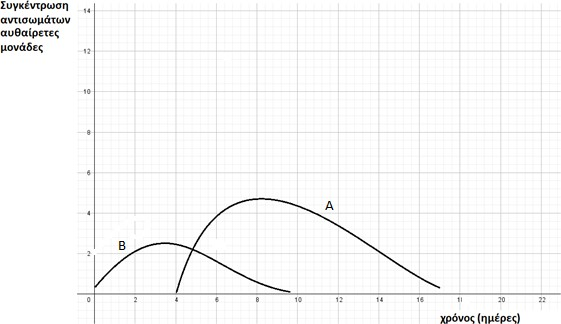 Συγκέντρωση
αντισωμάτων
αυθαίρετες
μονάδες
14
12
10
8
6
4
2
A
B
0 2 4 6 8 10 12 14 16 11 20 22
χρόνος (ημέρες)